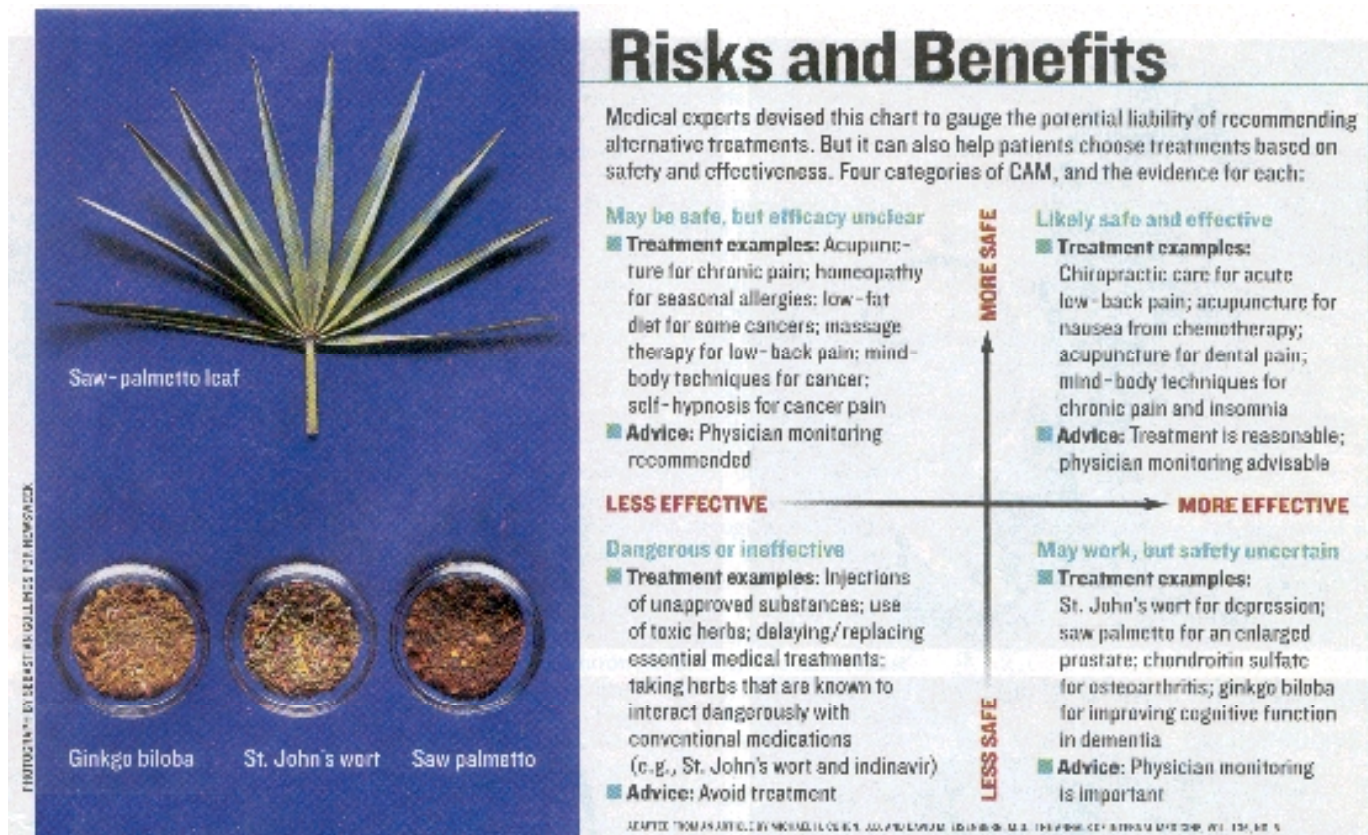 Risks and Benefits
Medical experts devised this chart to gauge the potential liability of recommending
alternative treatments. But it can also help patients choose treatments based on
safety and effectiveness. Four categories of CAM, and the evidence for each:
May be safe, but efficacy unclear
Treatment examples: Acupunc-
ture for chronic pain; homeopathy
for seasonal allergies; low-fat
diet for some cancers; massage
therapy for low-back pain; mind-
body techniques for cancer;
self-hypnosis for cancer pain
Advice: Physician monitoring
recommended
MORE SAFE
Likely safe and effective
Treatment examples:
Chiropractic care for acute
low-back pain; acupuncture for
nausea from chemotherapy;
acupuncture for dental pain;
mind-body techniques for
chronic pain and insomnia
Advice: Treatment is reasonable;
physician monitoring advisable
LESS EFFECTIVE
MORE EFFECTIVE
Dangerous or ineffective
Treatment examples: Injections
of unapproved substances; use
of toxic herbs; delaying/replacing
essential medical treatments;
taking herbs that are known to
interact dangerously with
conventional medications
(e.g., St. John's wort and indinavir)
Advice: Avoid treatment
LESS SAFE
May work, but safety uncertain
Treatment examples:
St. John's wort for depression;
saw palmetto for an enlarged
prostate; chondroitin sulfate
for osteoarthritis; ginkgo biloba
for improving cognitive function
in dementia
Advice: Physician monitoring
is important
ADAPTED FROM AN ARTICLE BY MICHAEL H.
Saw-palmetto leaf
Ginkgo biloba
St. John's wort
Saw palmetto
PHOTOGRAPH BY FOR NEWSWEEK